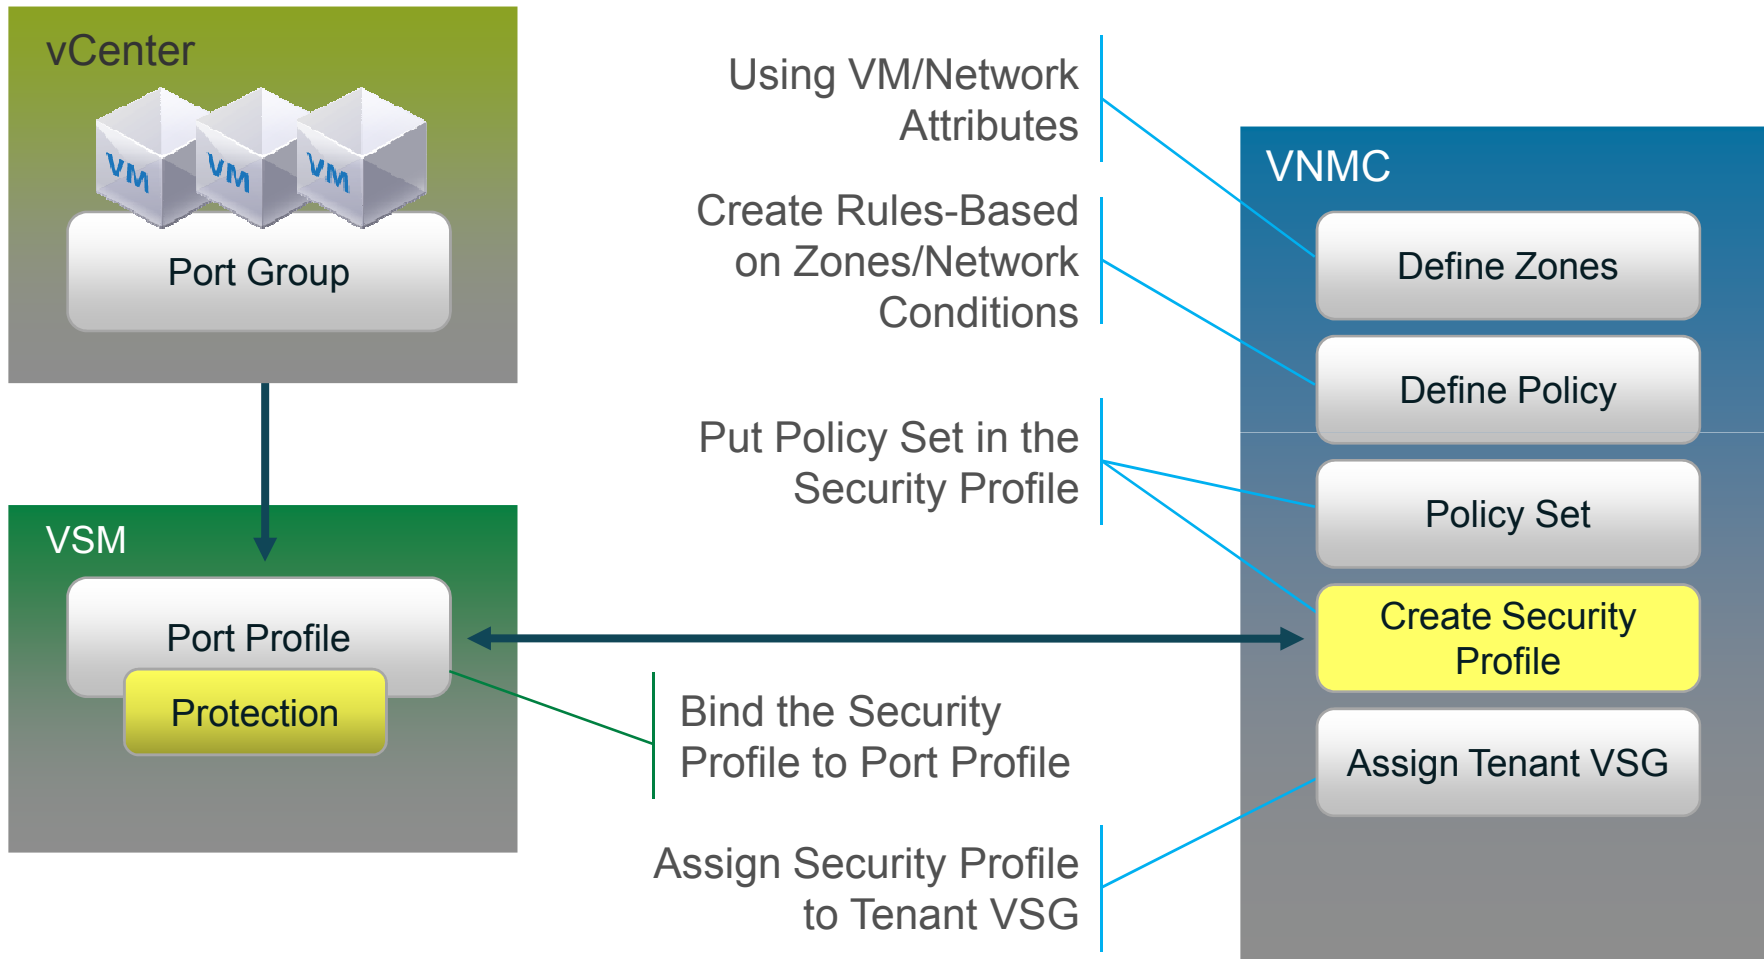 vCenter
VM VM VM
Port Group
VSM
Port Profile
Protection
Using VM/Network
Attributes
Create Rules-Based
on Zones/Network
Conditions
Put Policy Set in the
Security Profile
Bind the Security
Profile to Port Profile
Assign Security Profile
to Tenant VSG
VNMC
Define Zones
Define Policy
Policy Set
Create Security
Profile
Assign Tenant VSG